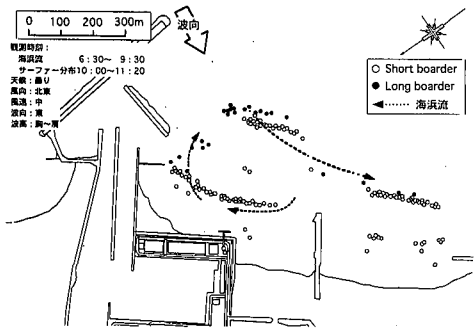 0 100 200 300m
波向
観測時刻：
海浜流 6：30〜 9：30
サーファー分布10：00〜11：20
天候：曇り
風向：北東
風速：中
波向：東
波高：胸〜肩
○ Short boarder
● Long boarder
海浜流